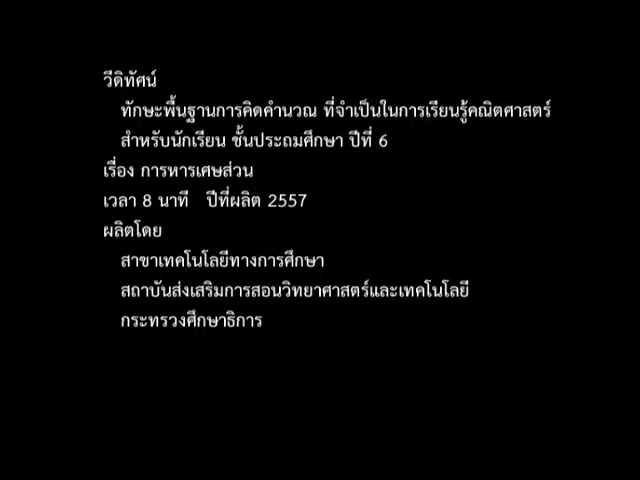 วีดิทัศน์
ทักษะพื้นฐานการคิดคำนวณ ที่จำเป็นในการเรียนรู้คณิตศาสตร์
สำหรับนักเรียน ชั้นประถมศึกษา ปีที่ 6
เรื่อง การหารเศษส่วน
เวลา 8 นาที ปีที่ผลิต 2557
ผลิตโดย
สาขาเทคโนโลยีทางการศึกษา
สถาบันส่งเสริมการสอนวิทยาศาสตร์และเทคโนโลยี
กระทรวงศึกษาธิการ